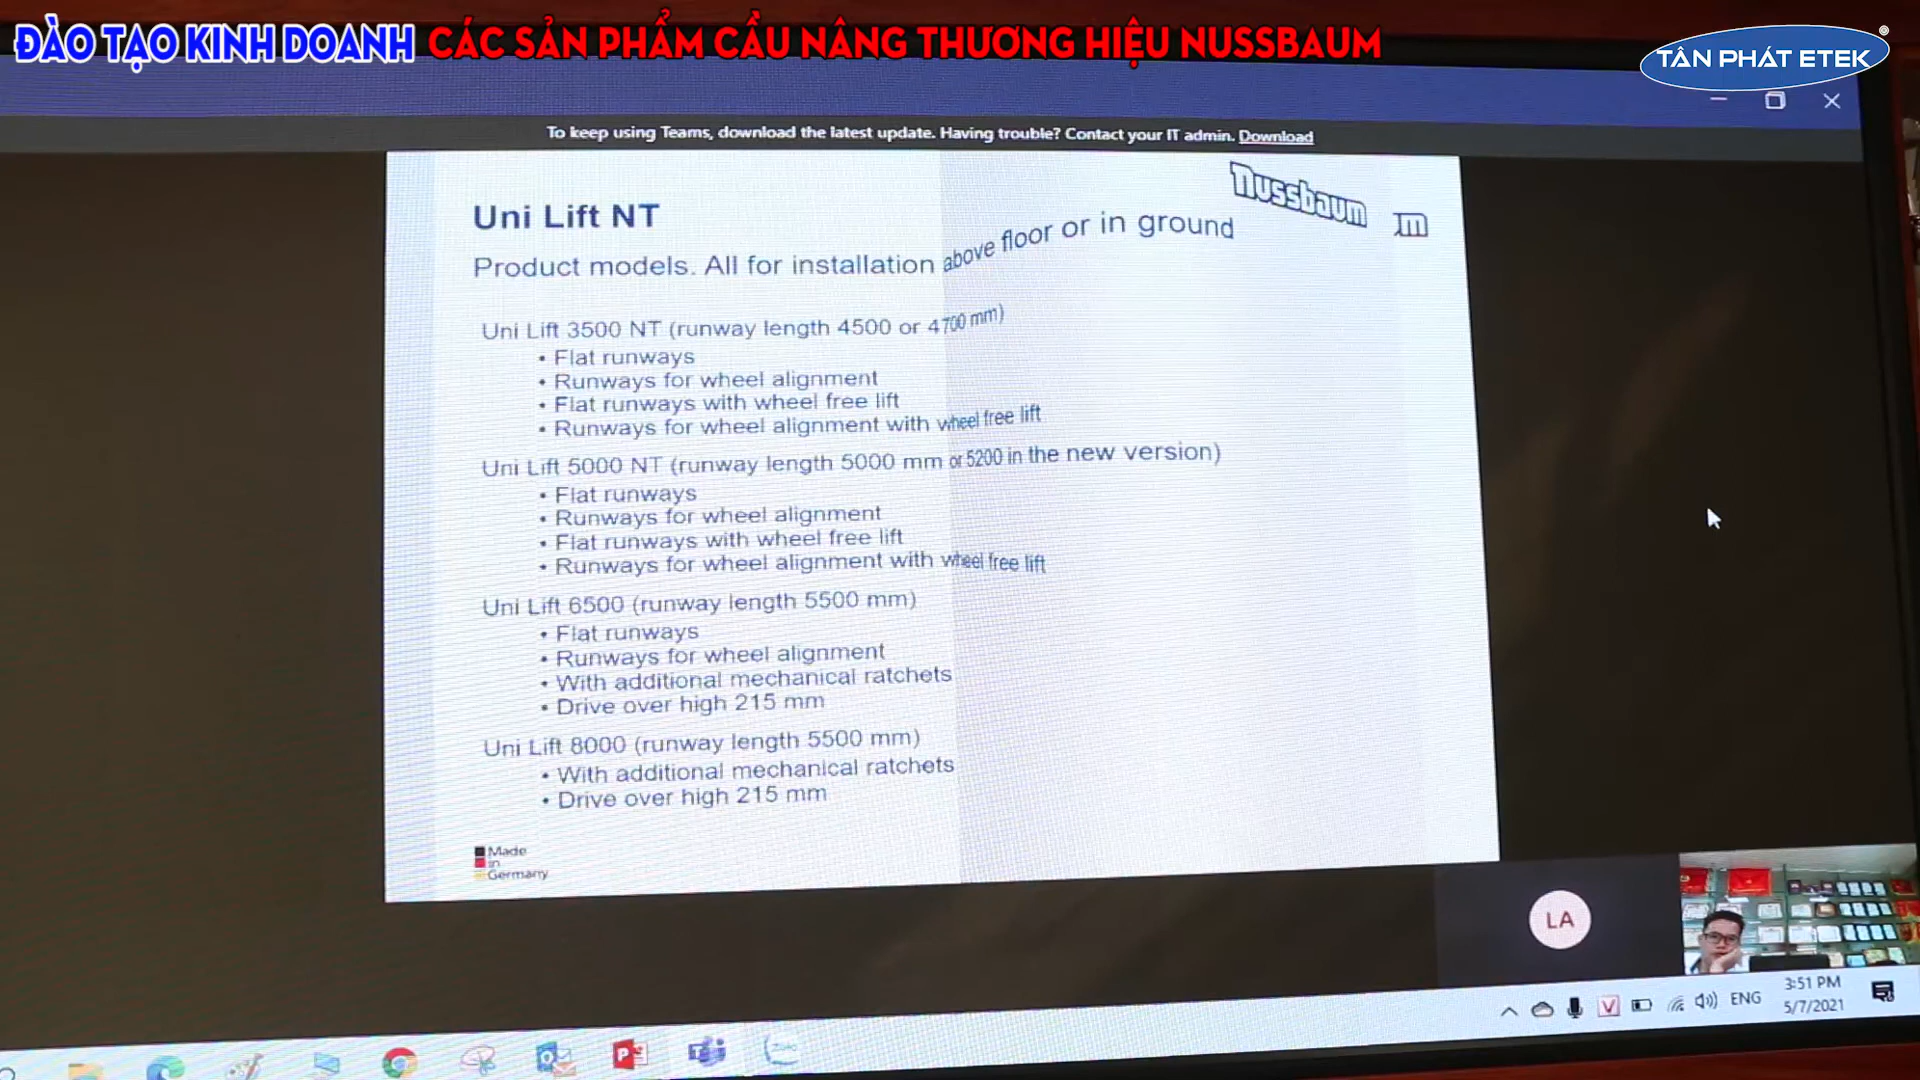 ĐÀO TẠO KINH DOANH CÁC SẢN PHẨM CẦU NÂNG THƯƠNG HIỆU NUSSBAUM
TÂN PHÁT ETEK
To keep using Teams, download the latest update. Having trouble? Contact your IT admin. Download
Nussbaum
Uni Lift NT
Product models. All for installation above floor or in ground
Uni Lift 3500 NT (runway length 4500 or 4700 mm)
• Flat runways
• Runways for wheel alignment
• Flat runways with wheel free lift
• Runways for wheel alignment with wheel free lift
Uni Lift 5000 NT (runway length 5000 mm or 5200 in the new version)
• Flat runways
• Runways for wheel alignment
• Flat runways with wheel free lift
• Runways for wheel alignment with wheel free lift
Uni Lift 6500 (runway length 5500 mm)
• Flat runways
• Runways for wheel alignment
• With additional mechanical ratchets
• Drive over high 215 mm
Uni Lift 8000 (runway length 5500 mm)
• With additional mechanical ratchets
• Drive over high 215 mm
Made
in
Germany
LA
ENG
3:51 PM
5/7/2021